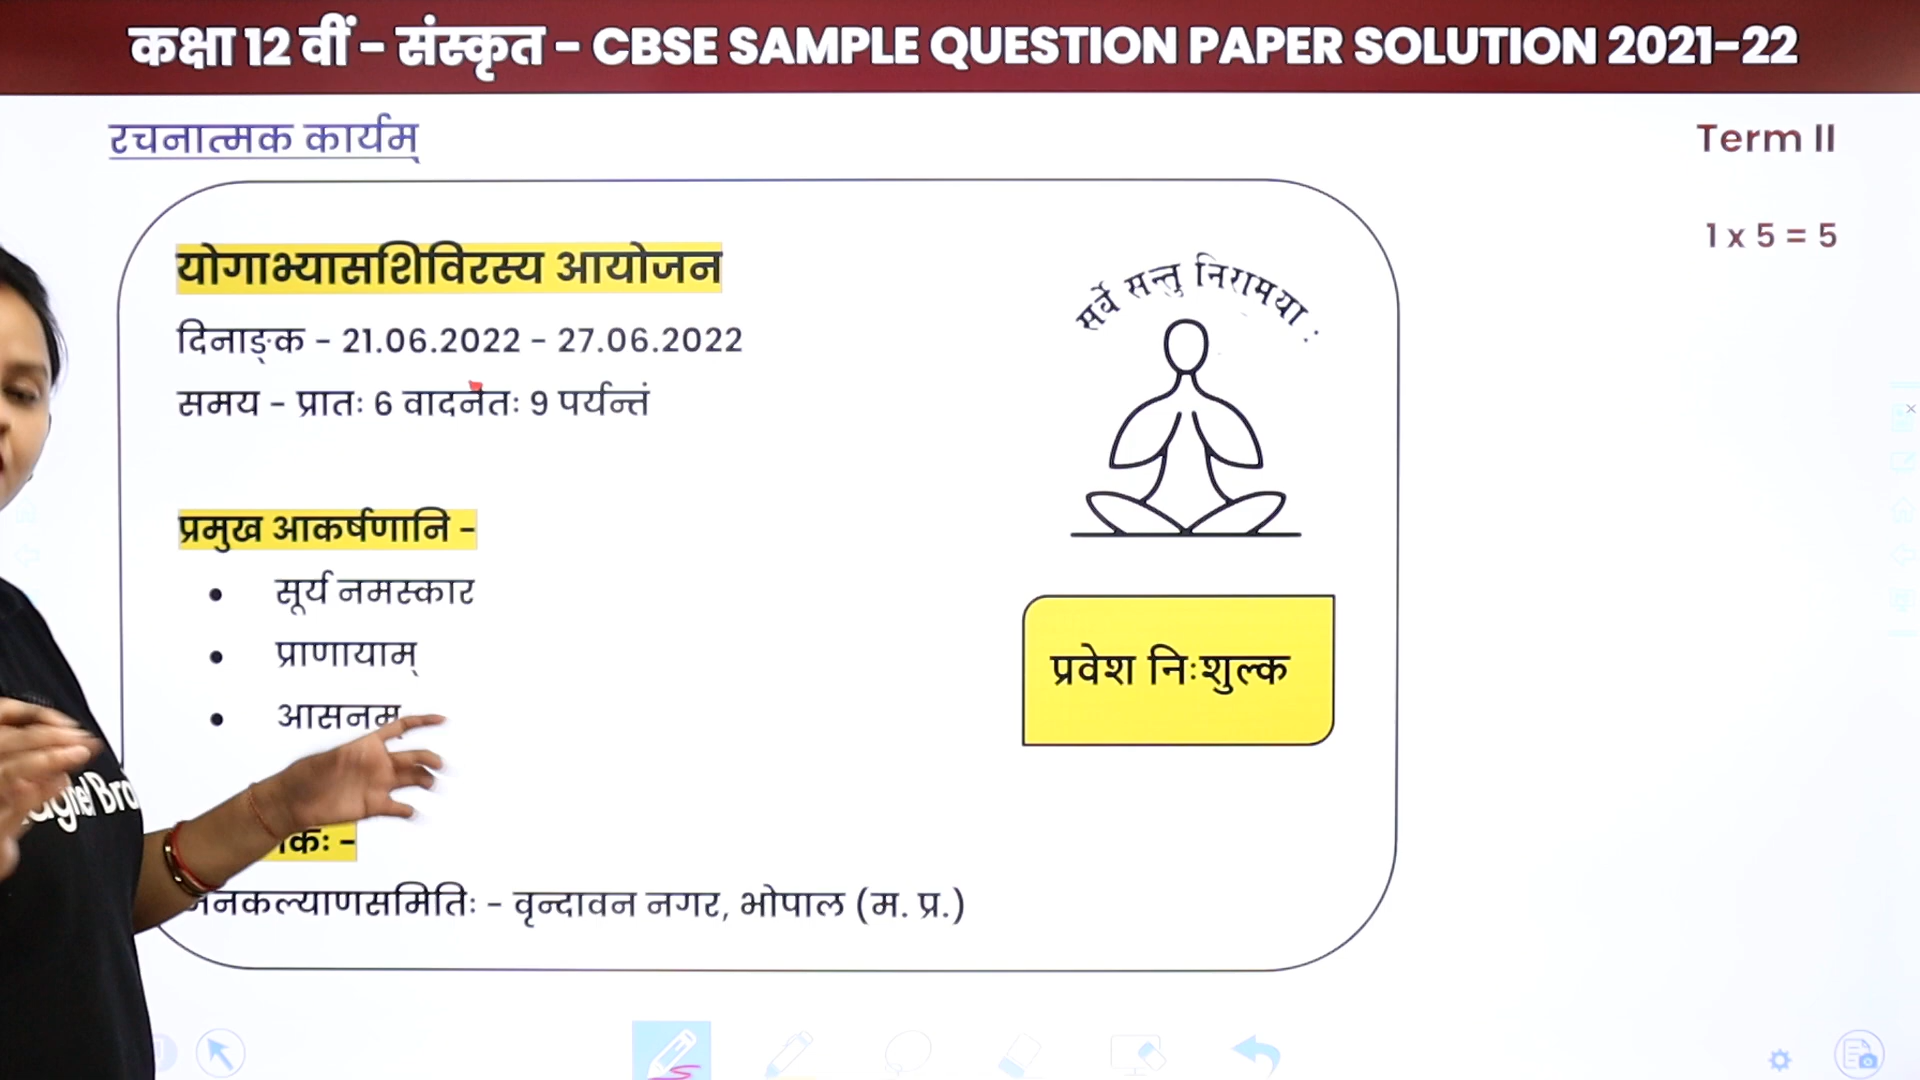 कक्षा 12 वीं - संस्कृत - CBSE SAMPLE QUESTION PAPER SOLUTION 2021-22
रचनात्मक कार्यम्
Term II
1 x 5 = 5
योगाभ्यासशिविरस्य आयोजन
दिनाङ्क - 21.06.2022 - 27.06.2022
समय - प्रातः 6 वादनैतः 9 पर्यन्तं
सर्वे सन्तु निरामया :
प्रमुख आकर्षणानि -
• सूर्य नमस्कार
• प्राणायाम्
• आसनम्
प्रवेश निःशुल्क
कः -
जनकल्याणसमितिः - वृन्दावन नगर, भोपाल (म. प्र.)